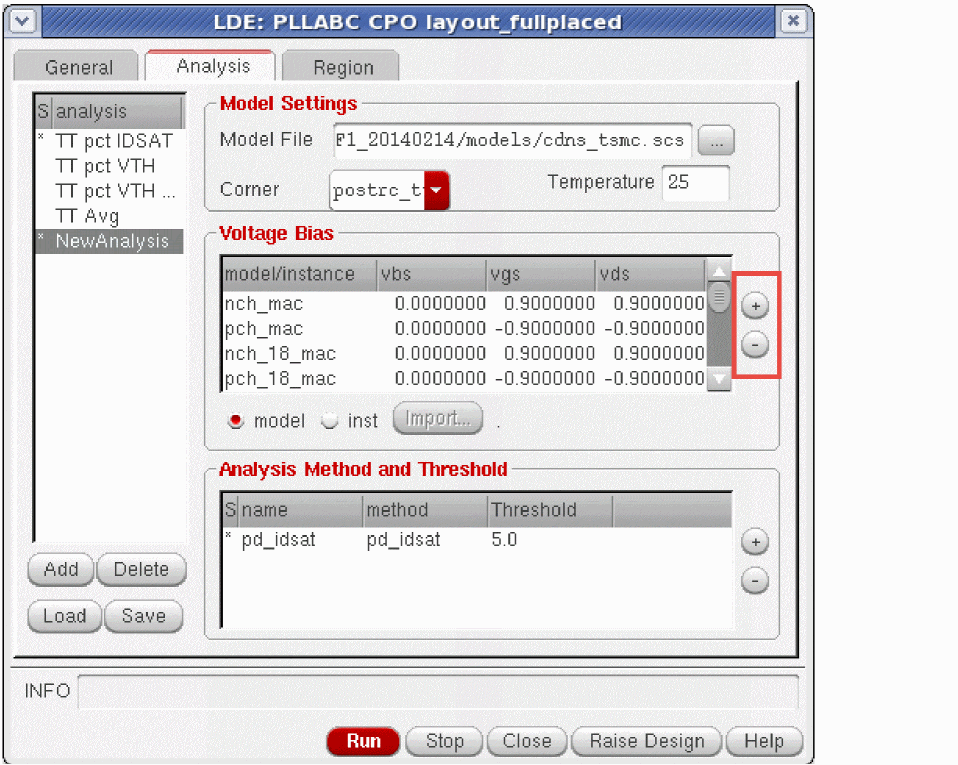 LDE: PLLABC CPO layout_fullplaced
General Analysis Region
S analysis
* TT pct IDSAT
TT pct VTH
TT pct VTH ...
TT Avg
* NewAnalysis
Add Delete
Load Save
Model Settings
Model File F1_20140214/models/cdns_tsmc.scs ...
Corner postrc_t Temperature 25
Voltage Bias
model/instance vbs vgs vds
nch_mac 0.0000000 0.9000000 0.9000000
pch_mac 0.0000000 -0.9000000 -0.9000000
nch_18_mac 0.0000000 0.9000000 0.9000000
pch_18_mac 0.0000000 -0.9000000 -0.9000000
+
-
model inst Import... .
Analysis Method and Threshold
S name method Threshold
* pd_idsat pd_idsat 5.0
+
-
INFO
Run Stop Close Raise Design Help